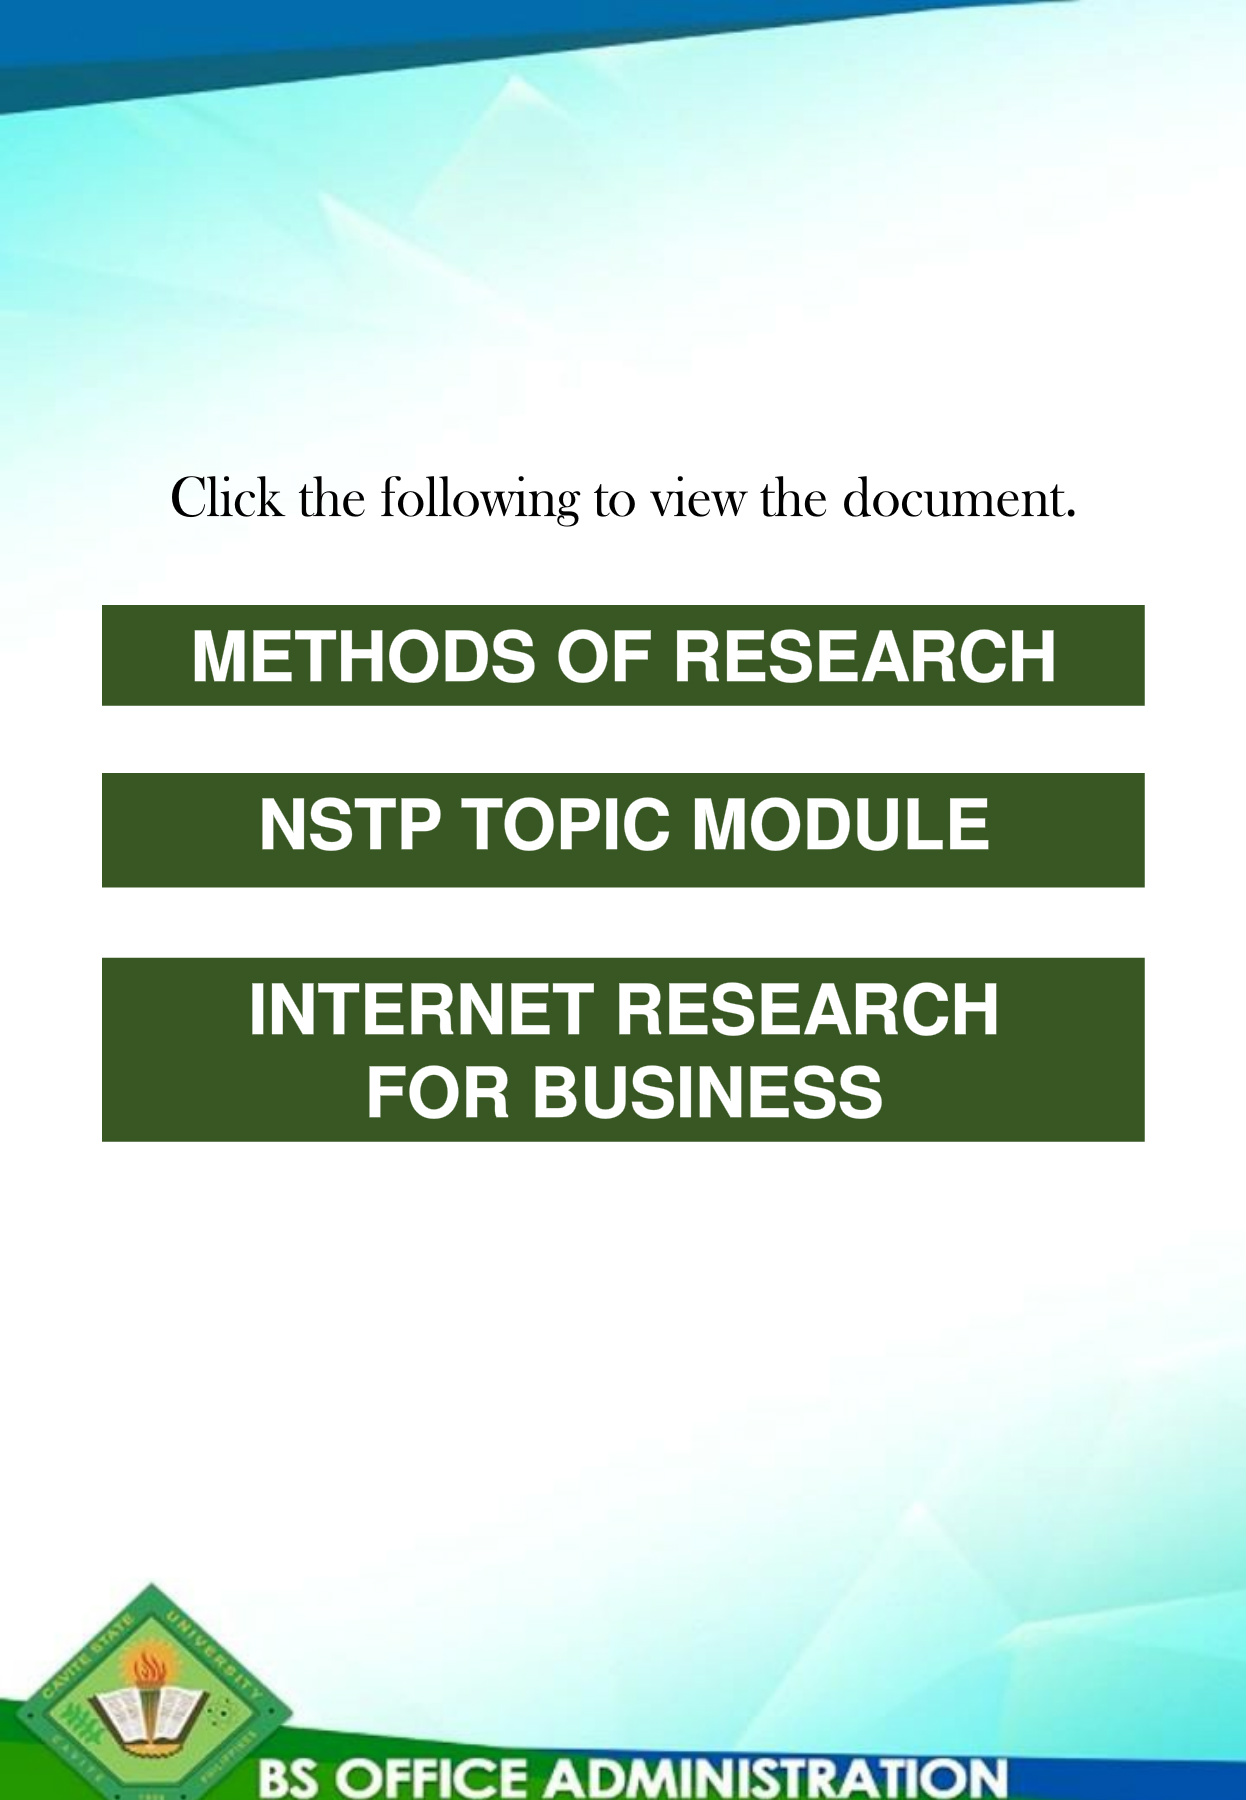 Click the following to view the document.
METHODS OF RESEARCH
NSTP TOPIC MODULE
INTERNET RESEARCH
FOR BUSINESS
CAVITE STATE UNIVERSITY
CAVITE PHILIPPINES
BS OFFICE ADMINISTRATION